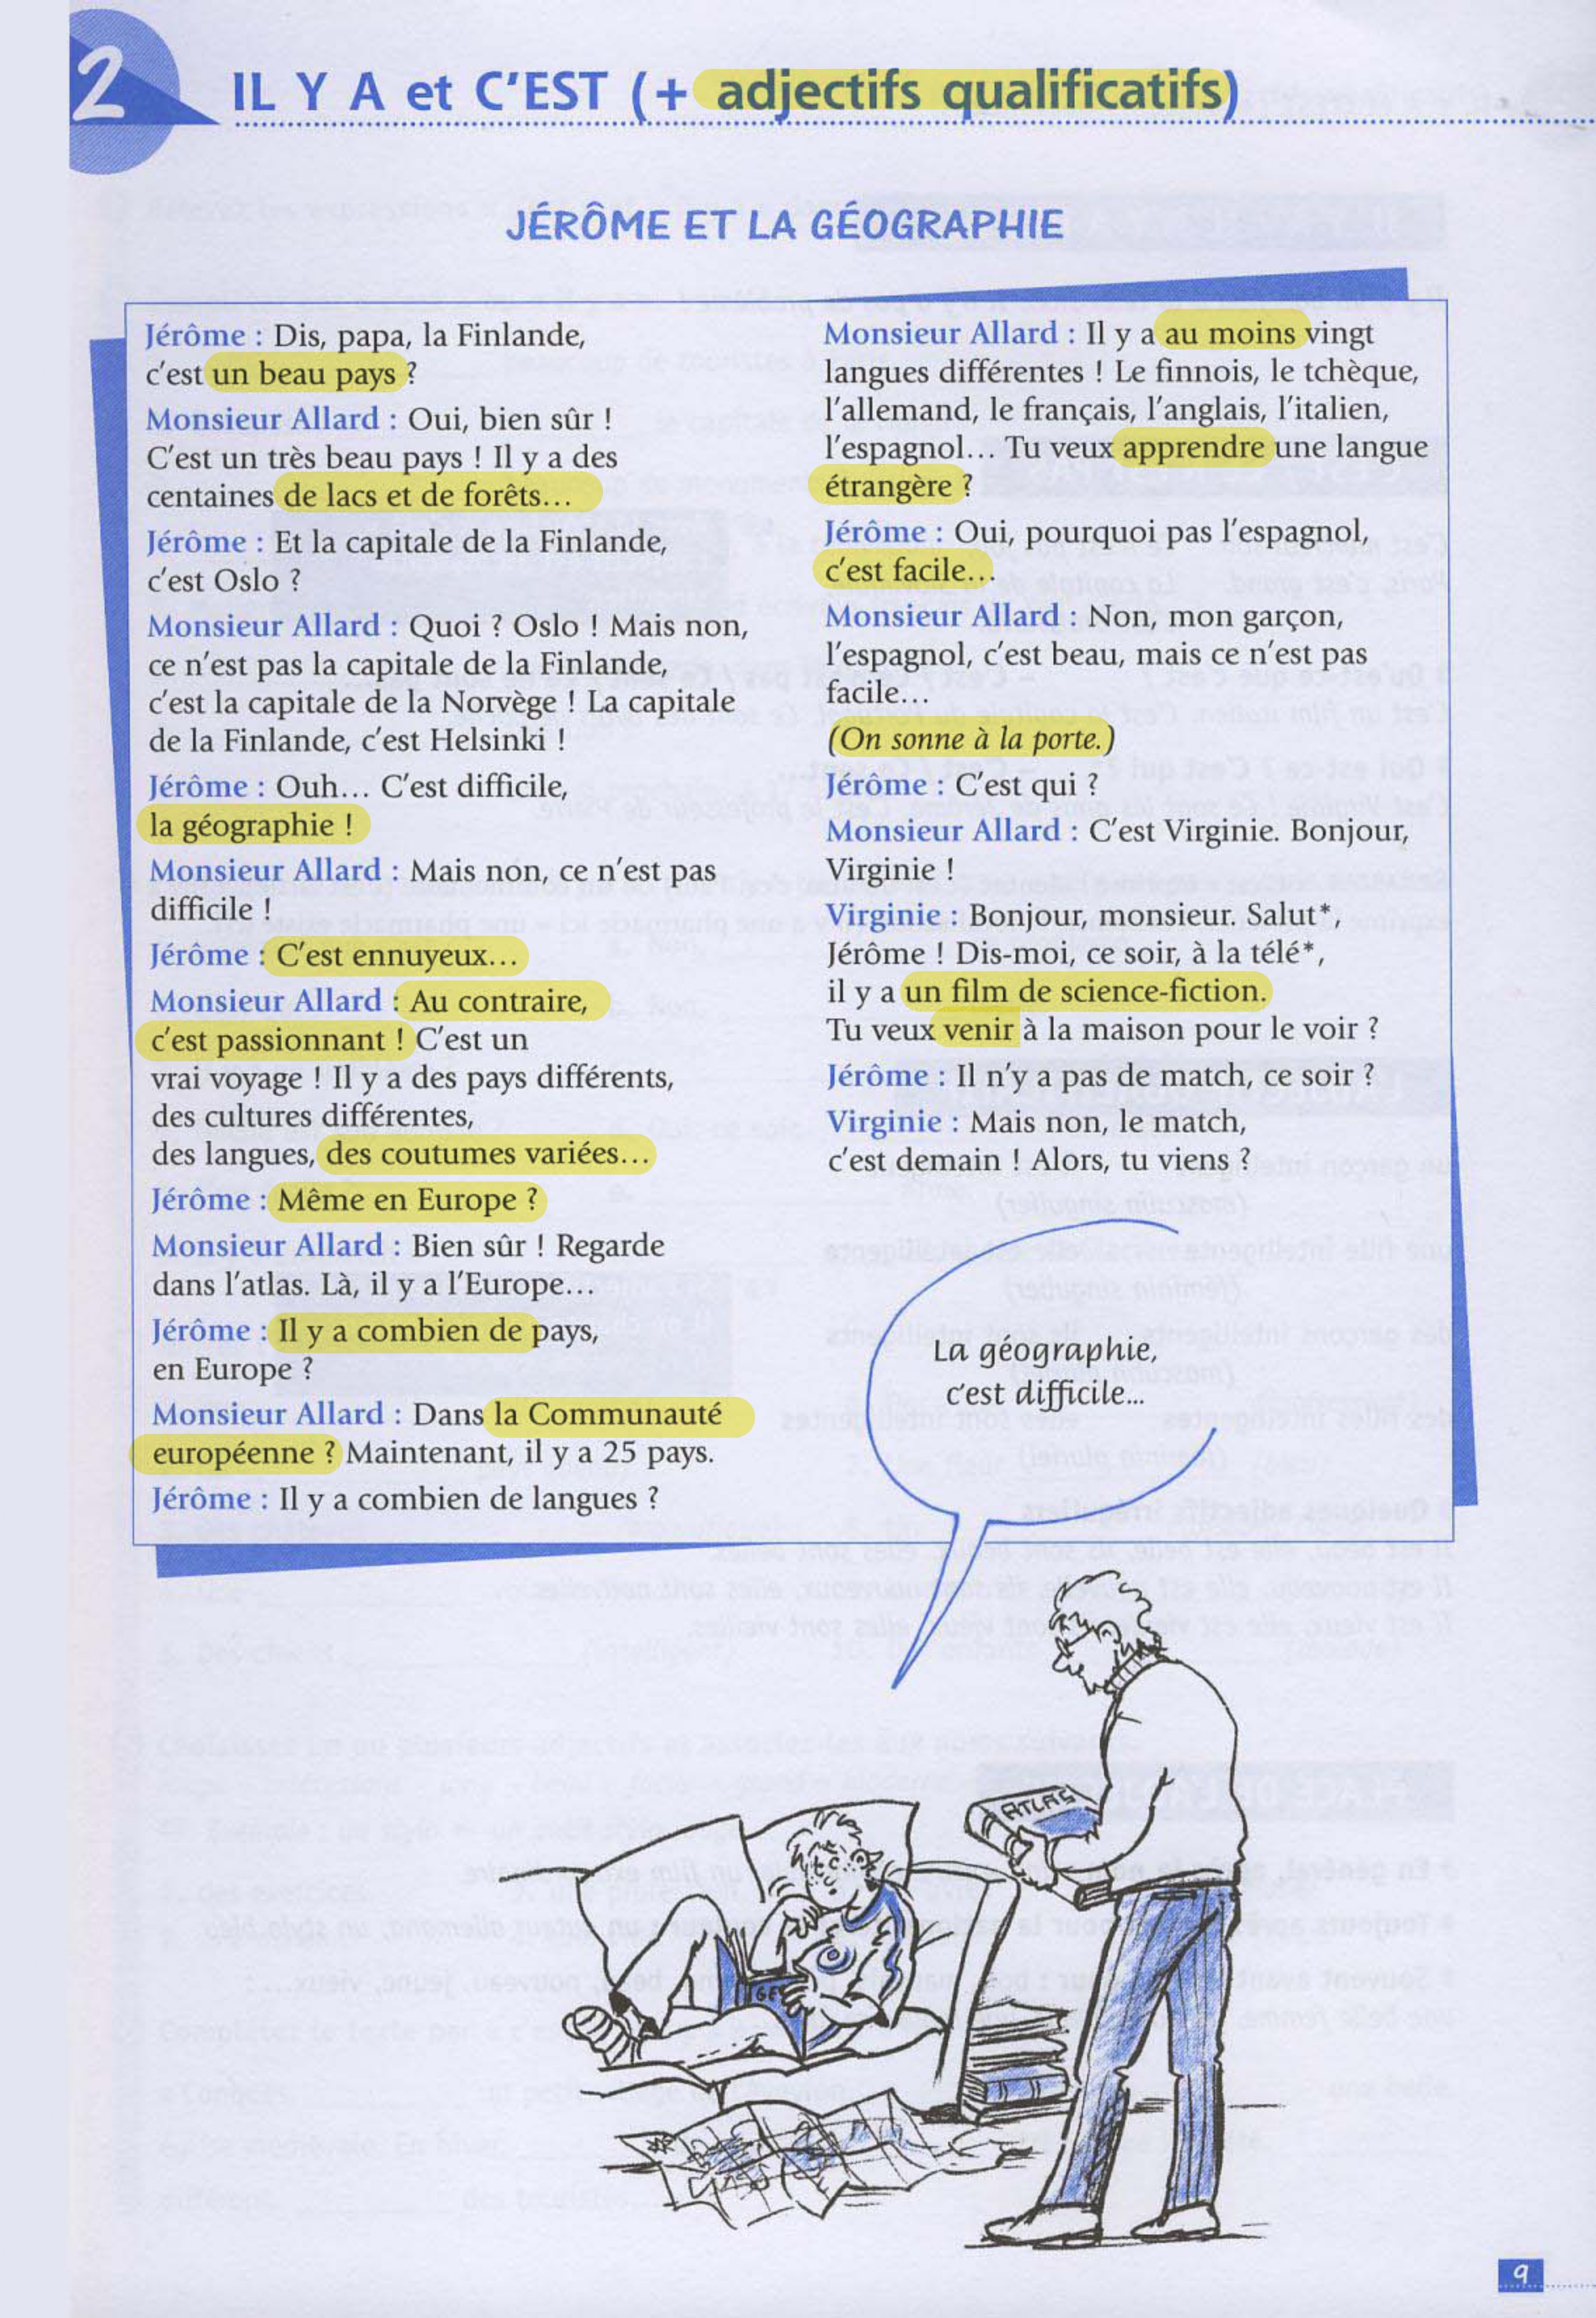 2
IL Y A et C'EST (+ adjectifs qualificatifs)
JÉRÔME ET LA GÉOGRAPHIE
Jérôme : Dis, papa, la Finlande,
c'est un beau pays ?
Monsieur Allard : Oui, bien sûr !
C'est un très beau pays ! Il y a des
centaines de lacs et de forêts...
Jérôme : Et la capitale de la Finlande,
c'est Oslo ?
Monsieur Allard : Quoi ? Oslo ! Mais non,
ce n'est pas la capitale de la Finlande,
c'est la capitale de la Norvège ! La capitale
de la Finlande, c'est Helsinki !
Jérôme : Ouh... C'est difficile,
la géographie !
Monsieur Allard : Mais non, ce n'est pas
difficile !
Jérôme : C'est ennuyeux...
Monsieur Allard : Au contraire,
c'est passionnant ! C'est un
vrai voyage ! Il y a des pays différents,
des cultures différentes,
des langues, des coutumes variées...
Jérôme : Même en Europe ?
Monsieur Allard : Bien sûr ! Regarde
dans l'atlas. Là, il y a l'Europe...
Jérôme : Il y a combien de pays,
en Europe ?
Monsieur Allard : Dans la Communauté
européenne ? Maintenant, il y a 25 pays.
Jérôme : Il y a combien de langues ?
Monsieur Allard : Il y a au moins vingt
langues différentes ! Le finnois, le tchèque,
l'allemand, le français, l'anglais, l'italien,
l'espagnol... Tu veux apprendre une langue
étrangère ?
Jérôme : Oui, pourquoi pas l'espagnol,
c'est facile...
Monsieur Allard : Non, mon garçon,
l'espagnol, c'est beau, mais ce n'est pas
facile...
(On sonne à la porte.)
Jérôme : C'est qui ?
Monsieur Allard : C'est Virginie. Bonjour,
Virginie !
Virginie : Bonjour, monsieur. Salut*,
Jérôme ! Dis-moi, ce soir, à la télé*,
il y a un film de science-fiction.
Tu veux venir à la maison pour le voir ?
Jérôme : Il n'y a pas de match, ce soir ?
Virginie : Mais non, le match,
c'est demain ! Alors, tu viens ?
La géographie,
c'est difficile...
ATLAS
GE
9